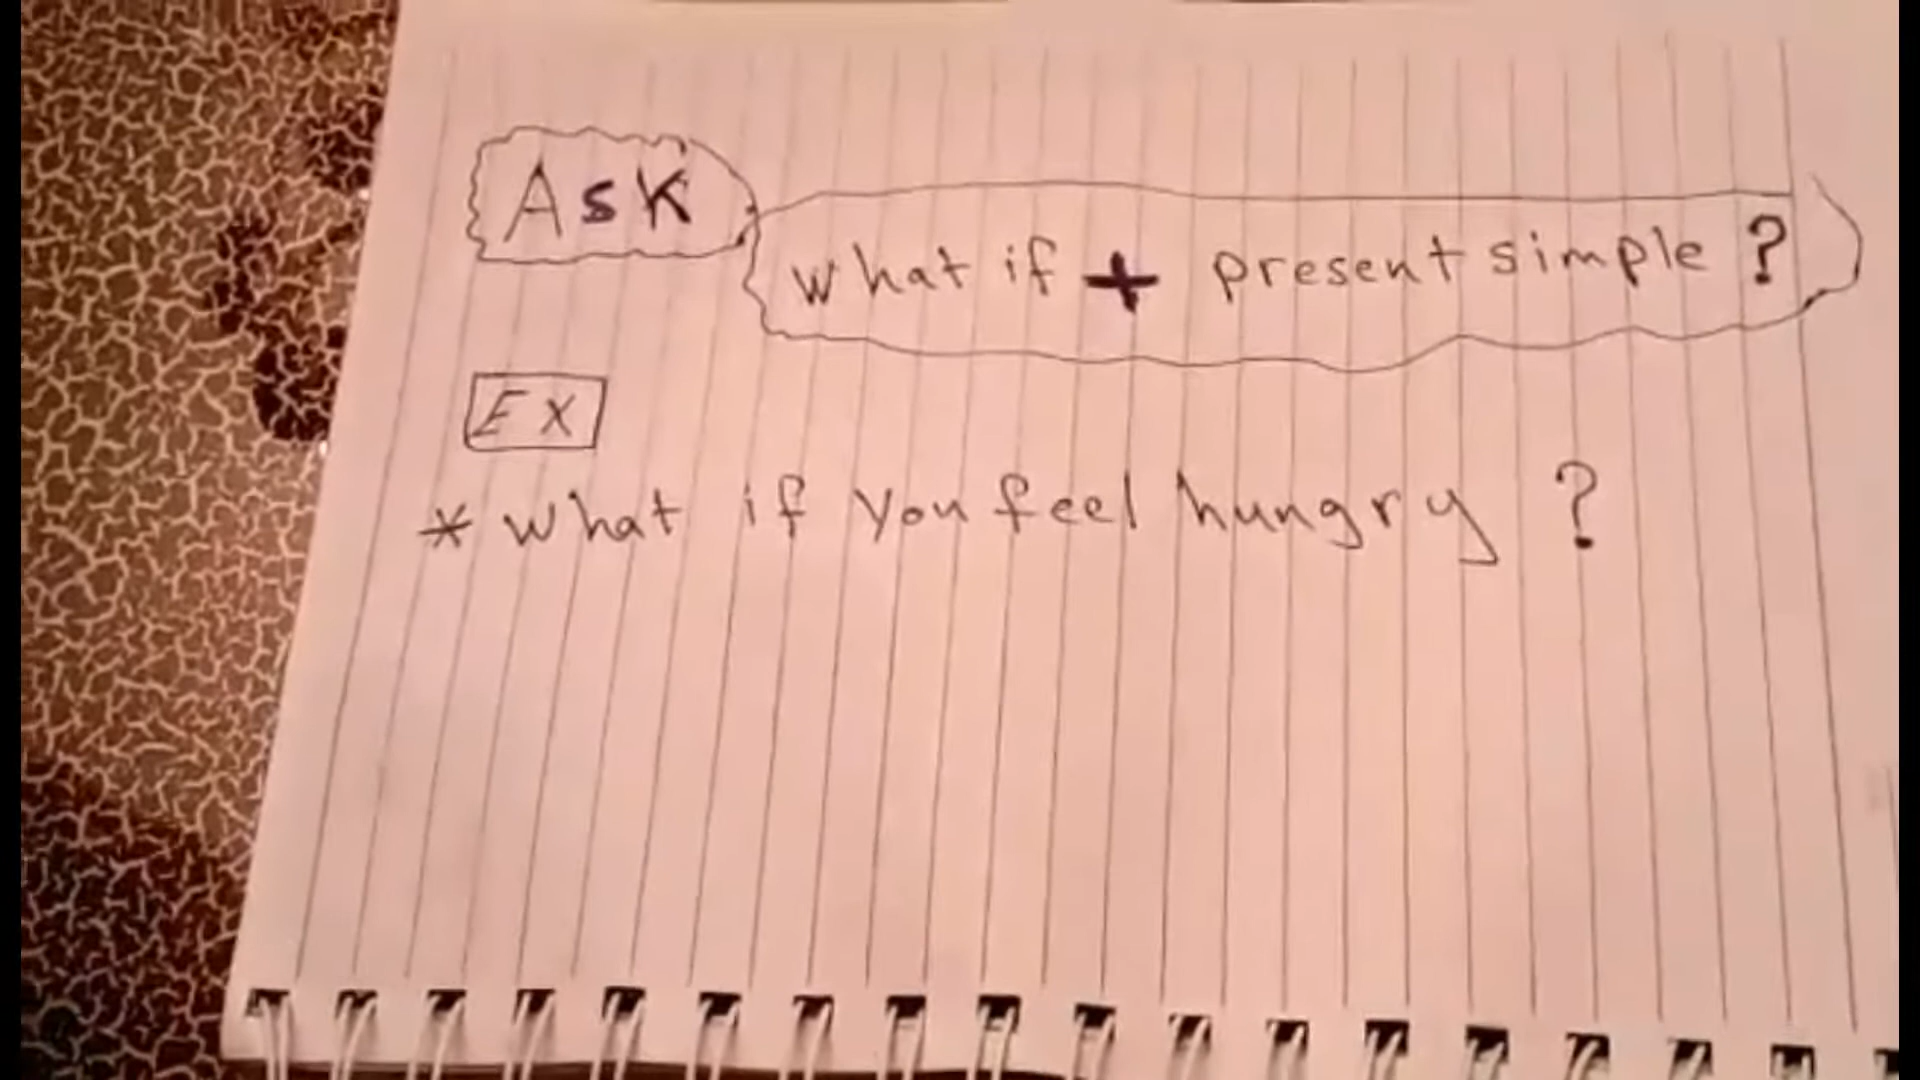 Ask
what if + present simple ?
Ex
* what if you feel hungry ?